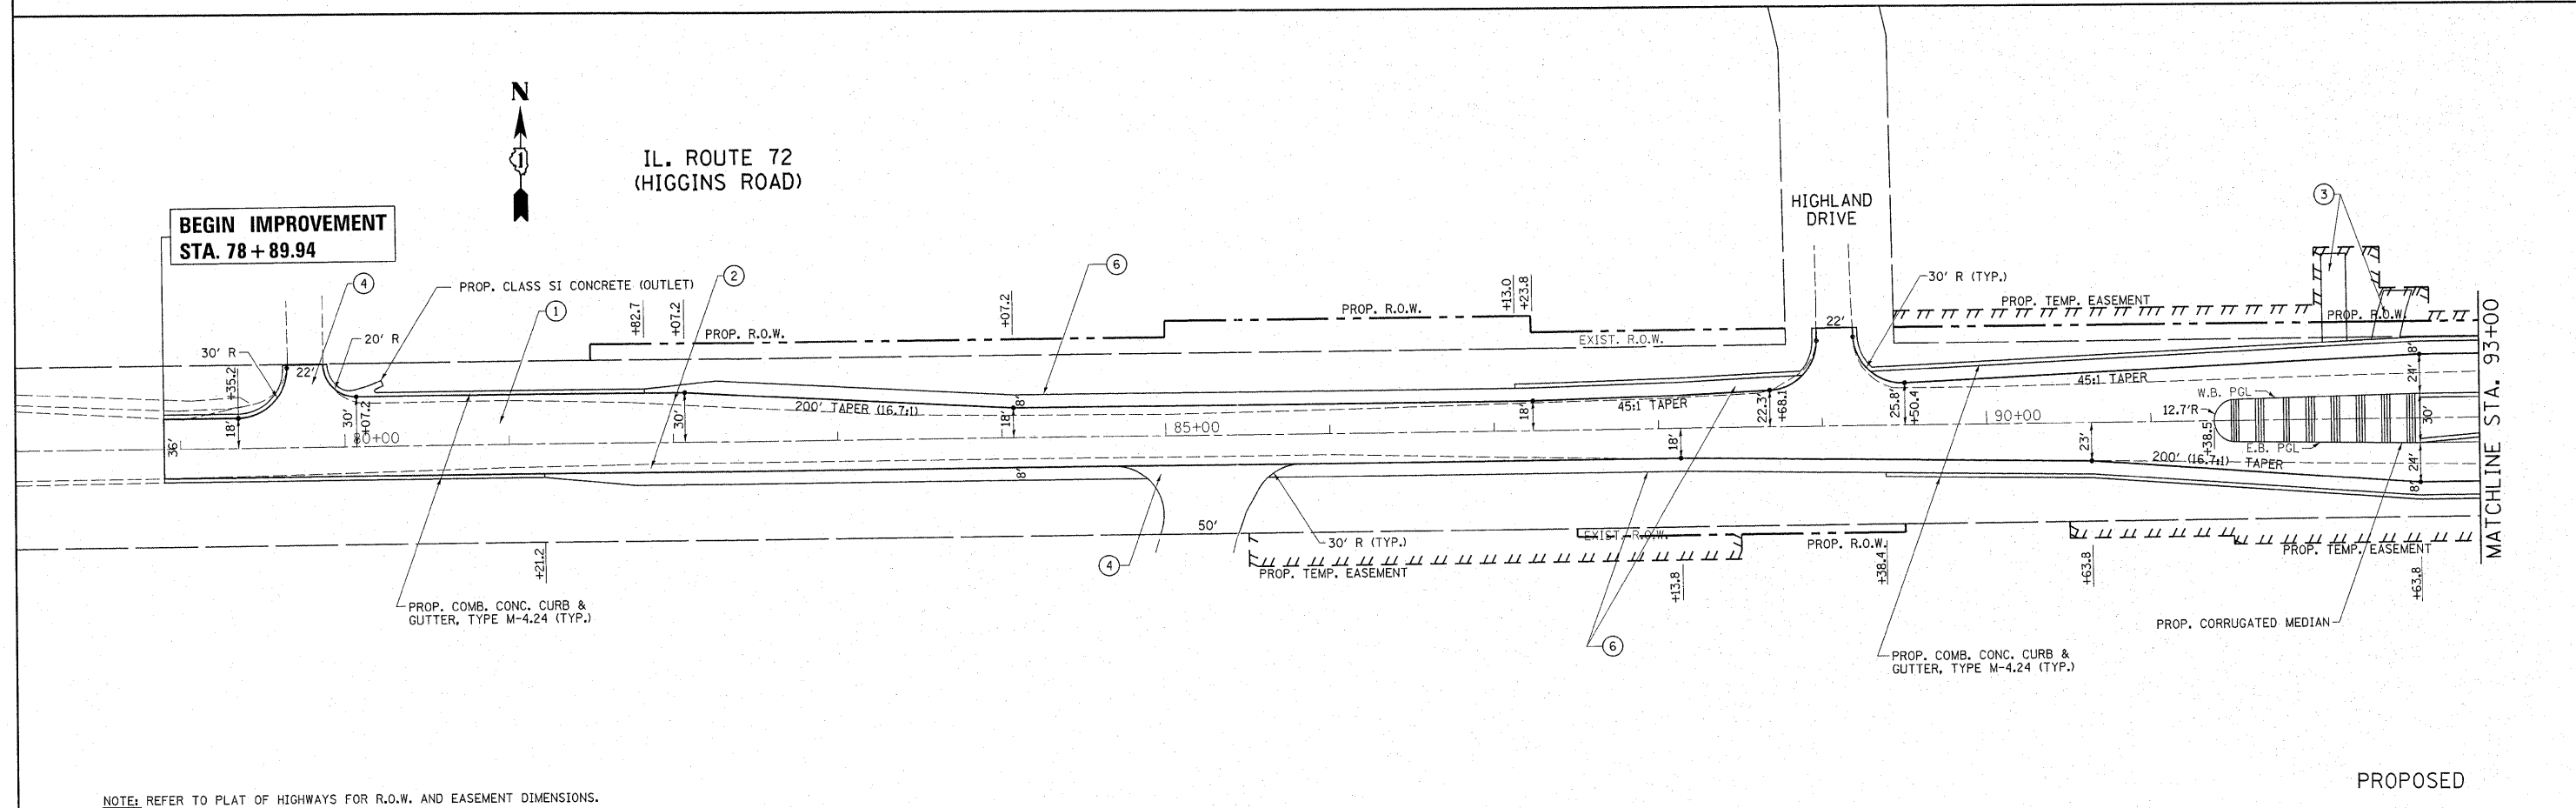 N
1
IL. ROUTE 72
(HIGGINS ROAD)
BEGIN IMPROVEMENT
STA. 78+89.94
4
PROP. CLASS SI CONCRETE (OUTLET)
2
1
6
HIGHLAND
DRIVE
3
30' R (TYP.)
PROP. TEMP. EASEMENT
PROP. R.O.W.
+82.7
+07.2
PROP. R.O.W.
+07.2
PROP. R.O.W.
+13.0
+23.8
EXIST. R.O.W.
22'
30' R
20' R
22'
+35.2
18'
30'
+07.2
36'
80+00
30'
200' TAPER (16.7:1)
8'
18'
85+00
18'
45:1 TAPER
22.3'
+68.1
25.8'
+50.4
45:1 TAPER
90+00
W.B. PGL
12.7'R
+38.5
E.B. PGL
8'
24'
30'
24'
8'
MATCHLINE STA. 93+00
18'
23'
200' (16.7:1) TAPER
8'
50'
30' R (TYP.)
4
PROP. TEMP. EASEMENT
EXIST. R.O.W.
PROP. R.O.W.
PROP. TEMP. EASEMENT
+21.2
+13.8
+38.4
+63.8
+63.8
PROP. COMB. CONC. CURB &
GUTTER, TYPE M-4.24 (TYP.)
6
PROP. COMB. CONC. CURB &
GUTTER, TYPE M-4.24 (TYP.)
PROP. CORRUGATED MEDIAN
PROPOSED
NOTE: REFER TO PLAT OF HIGHWAYS FOR R.O.W. AND EASEMENT DIMENSIONS.